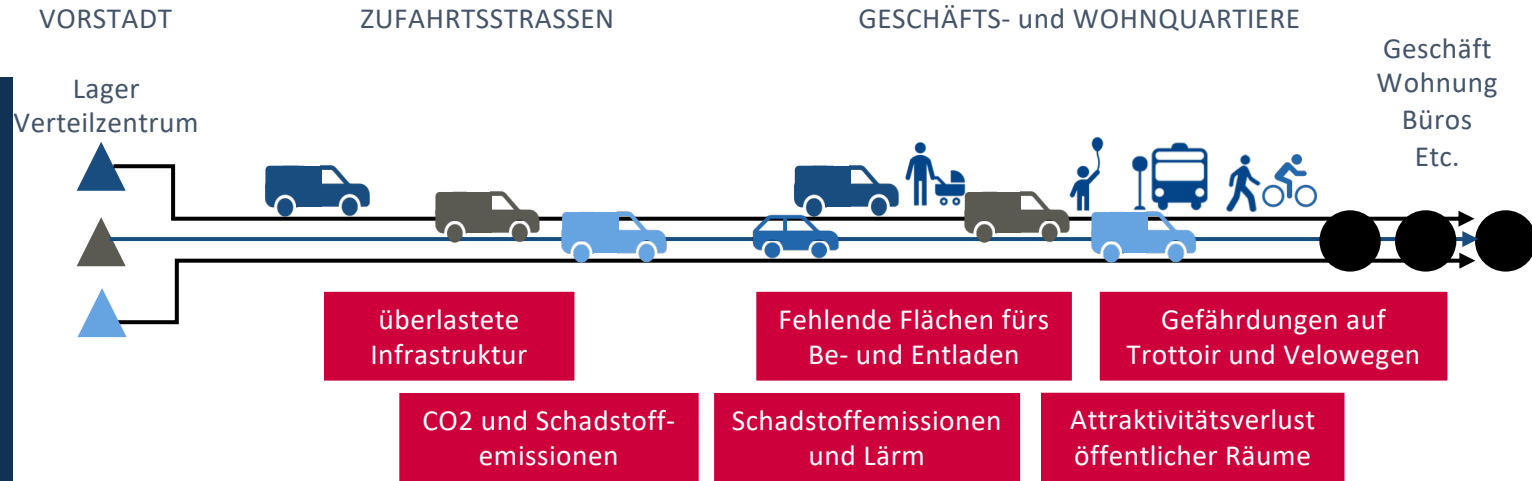 VORSTADT
ZUFAHRTSSTRASSEN
GESCHÄFTS- und WOHNQUARTIERE
Lager
Verteilzentrum
Geschäft
Wohnung
Büros
Etc.
überlastete
Infrastruktur
Fehlende Flächen fürs
Be- und Entladen
Gefährdungen auf
Trottoir und Velowegen
CO2 und Schadstoff-
emissionen
Schadstoffemissionen
und Lärm
Attraktivitätsverlust
öffentlicher Räume